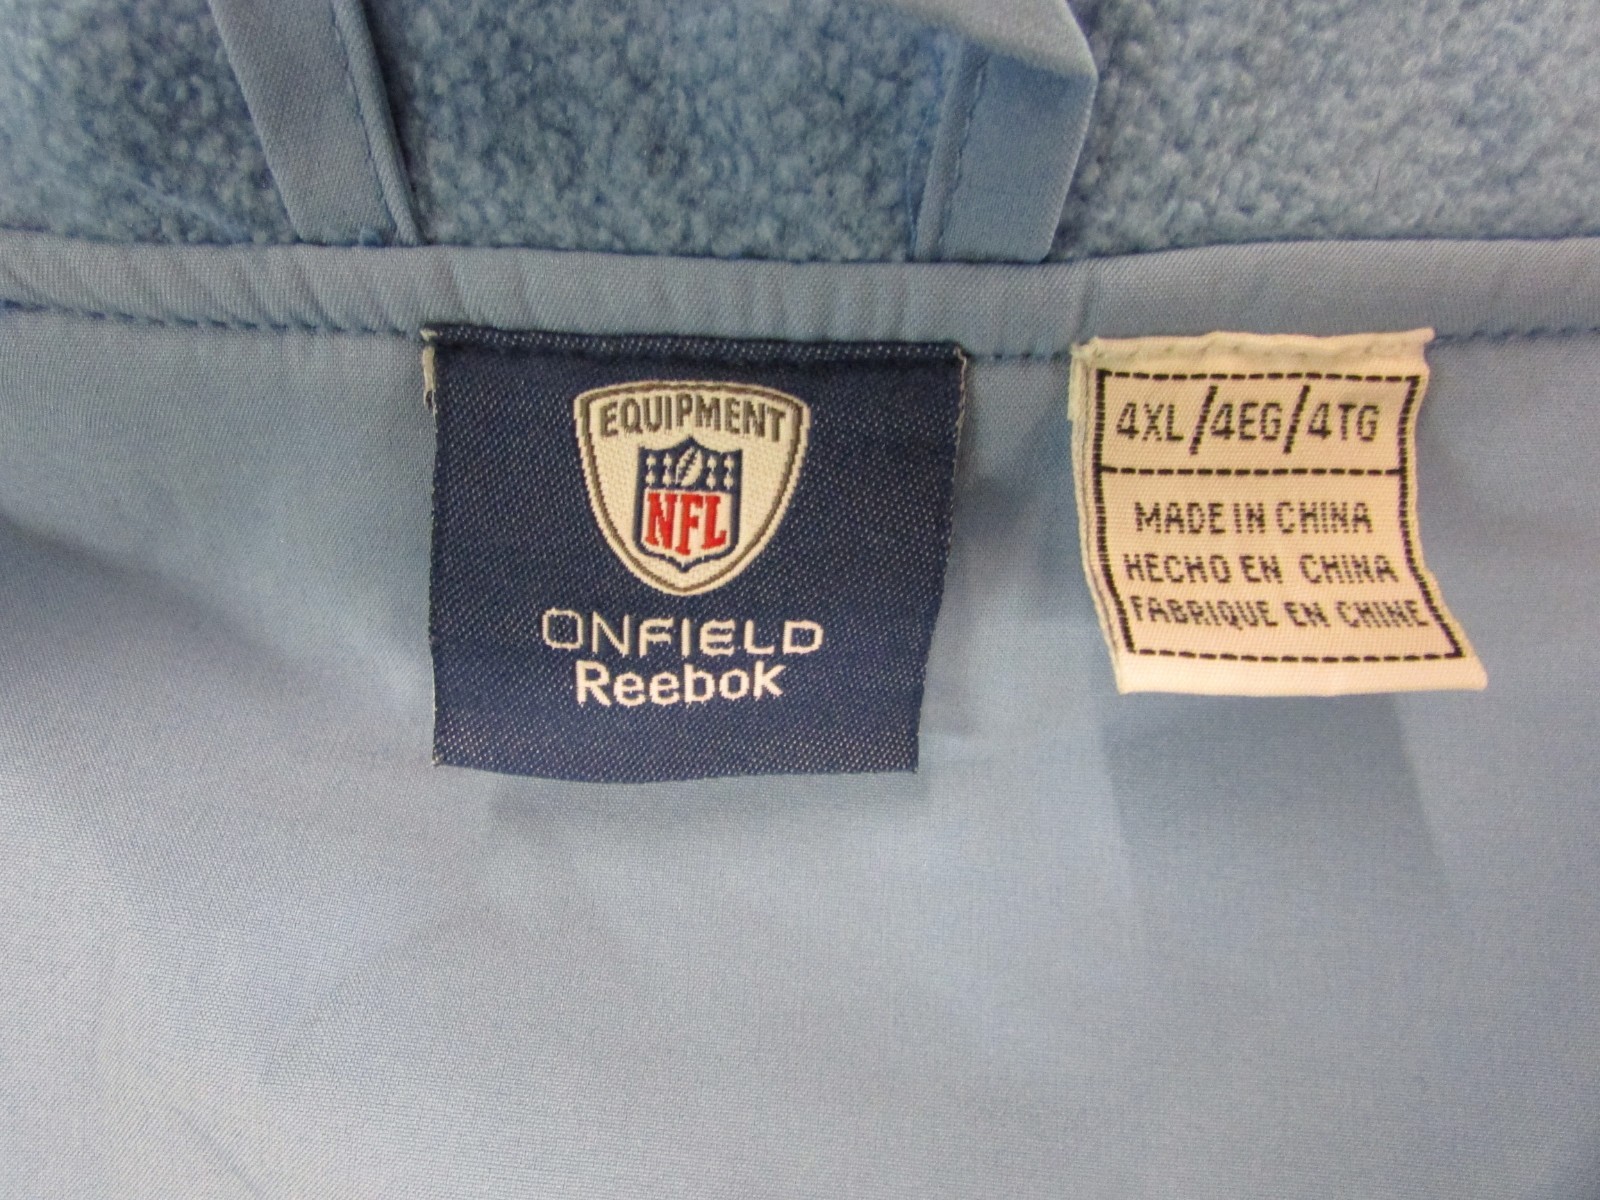 EQUIPMENT
NFL
ONFIELD
Reebok
4XL/4EG/4TG
MADE IN CHINA
HECHO EN CHINA
FABRIQUE EN CHINE